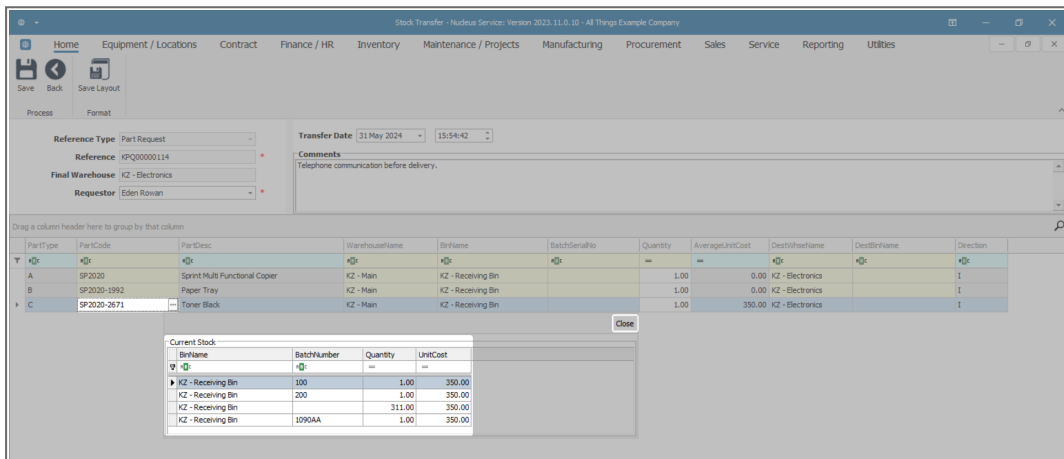 Stock Transfer - Nucleus Service: Version 2023.11.0.10 - All Things Example Company
Home Equipment / Locations Contract Finance / HR Inventory Maintenance / Projects Manufacturing Procurement Sales Service Reporting Utilities
Save Back Save Layout
Process Format
Reference Type Part Request
Reference KPQ00000114 *
Final Warehouse KZ - Electronics
Requestor Eden Rowan *
Transfer Date 31 May 2024 15:54:42
Comments
Telephone communication before delivery.
Drag a column header here to group by that column
PartType PartCode PartDesc WarehouseName BinName BatchSerialNo Quantity AverageUnitCost DestWhseName DestBinName Direction
A SP2020 Sprint Multi Functional Copier KZ - Main KZ - Receiving Bin 1.00 0.00 KZ - Electronics I
B SP2020-1992 Paper Tray KZ - Main KZ - Receiving Bin 1.00 0.00 KZ - Electronics I
C SP2020-2671 ... Toner Black KZ - Main KZ - Receiving Bin 1.00 350.00 KZ - Electronics I
Close
Current Stock
BinName BatchNumber Quantity UnitCost
KZ - Receiving Bin 100 1.00 350.00
KZ - Receiving Bin 200 1.00 350.00
KZ - Receiving Bin 311.00 350.00
KZ - Receiving Bin 1090AA 1.00 350.00